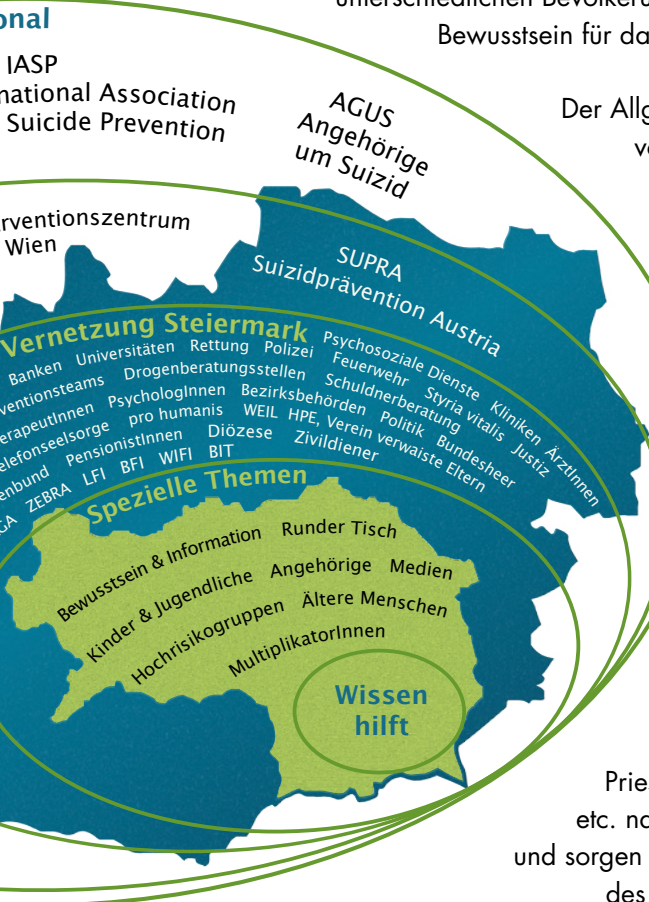 onal
IASP
national Association
Suicide Prevention
AGUS
Angehörige
um Suizid
Bewusstsein für da
Der Allg
rventionszentrum
Wien
SUPRA
Suizidprävention Austria
Vernetzung Steiermark
Banken Universitäten Rettung Polizei Psychosoziale Dienste Kliniken ÄrztInnen
ventionsteams Drogenberatungsstellen Feuerwehr Styria vitalis Justiz
erapeutInnen PsychologInnen Bezirksbehörden Schuldnerberatung Bundesheer
elefonseelsorge pro humanis WEIL HPE, Verein verwaiste Eltern Politik
enbund PensionistInnen Diözese Zivildiener
GA ZEBRA LFI BFI WIFI BIT
Spezielle Themen
Bewusstsein & Information Runder Tisch
Kinder & Jugendliche Angehörige Medien
Hochrisikogruppen Ältere Menschen
MultiplikatorInnen
Wissen
hilft
Pries
etc. na
und sorgen
des